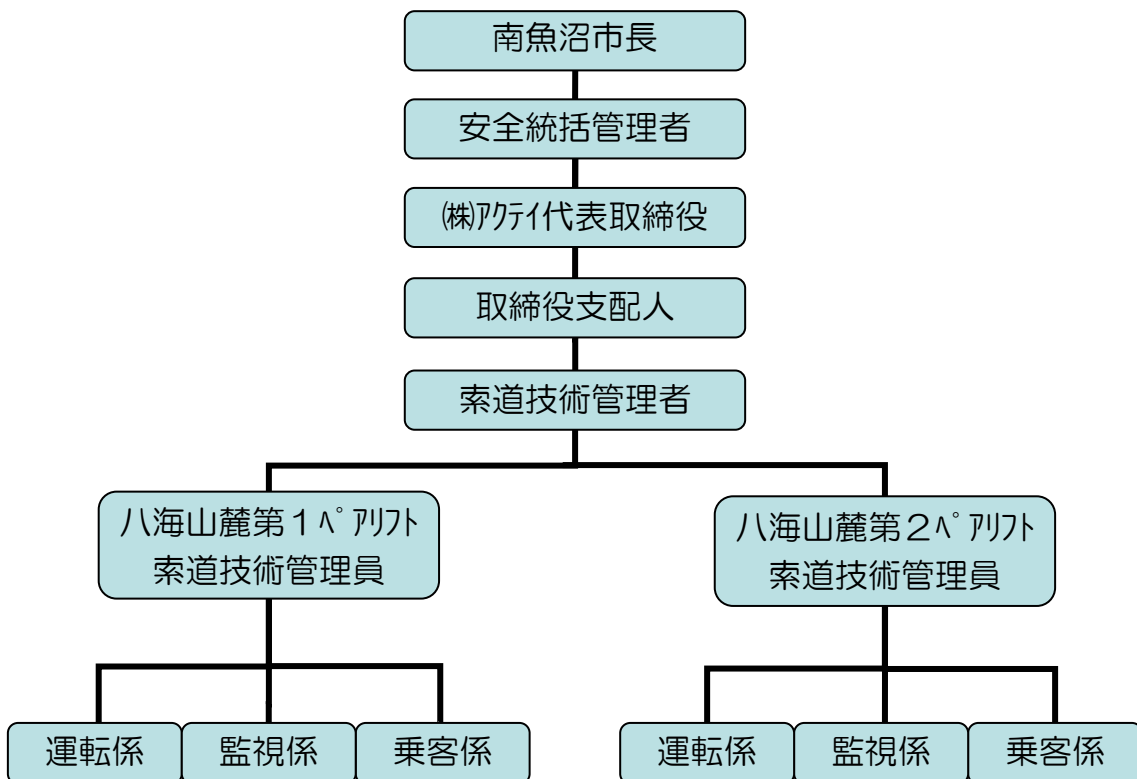 南魚沼市長
安全統括管理者
㈱ｱｸﾃｲ代表取締役
取締役支配人
索道技術管理者
八海山麓第１ﾍﾟｱﾘﾌﾄ
索道技術管理員
八海山麓第２ﾍﾟｱﾘﾌﾄ
索道技術管理員
運転係
監視係
乗客係
運転係
監視係
乗客係